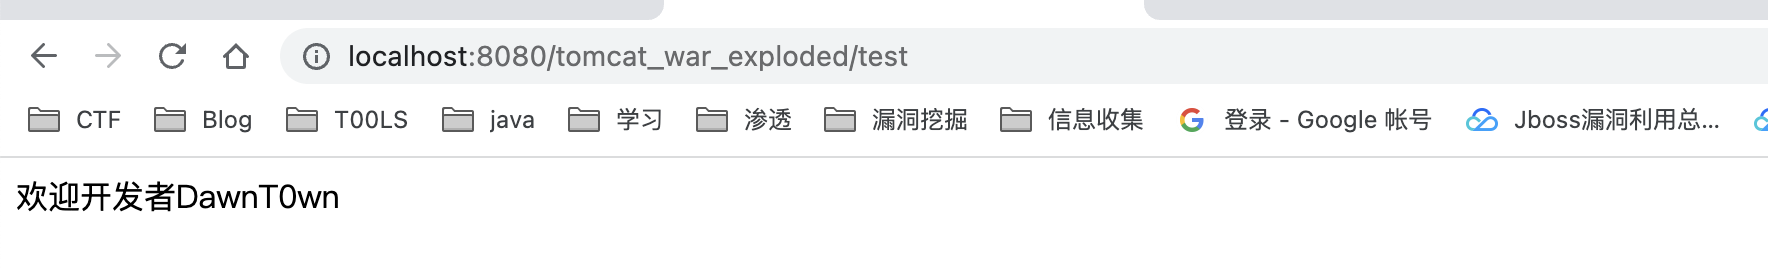 localhost:8080/tomcat_war_exploded/test
CTF Blog T00LS java 学习 渗透 漏洞挖掘 信息收集 登录 - Google 帐号 Jboss漏洞利用总...
欢迎开发者DawnT0wn